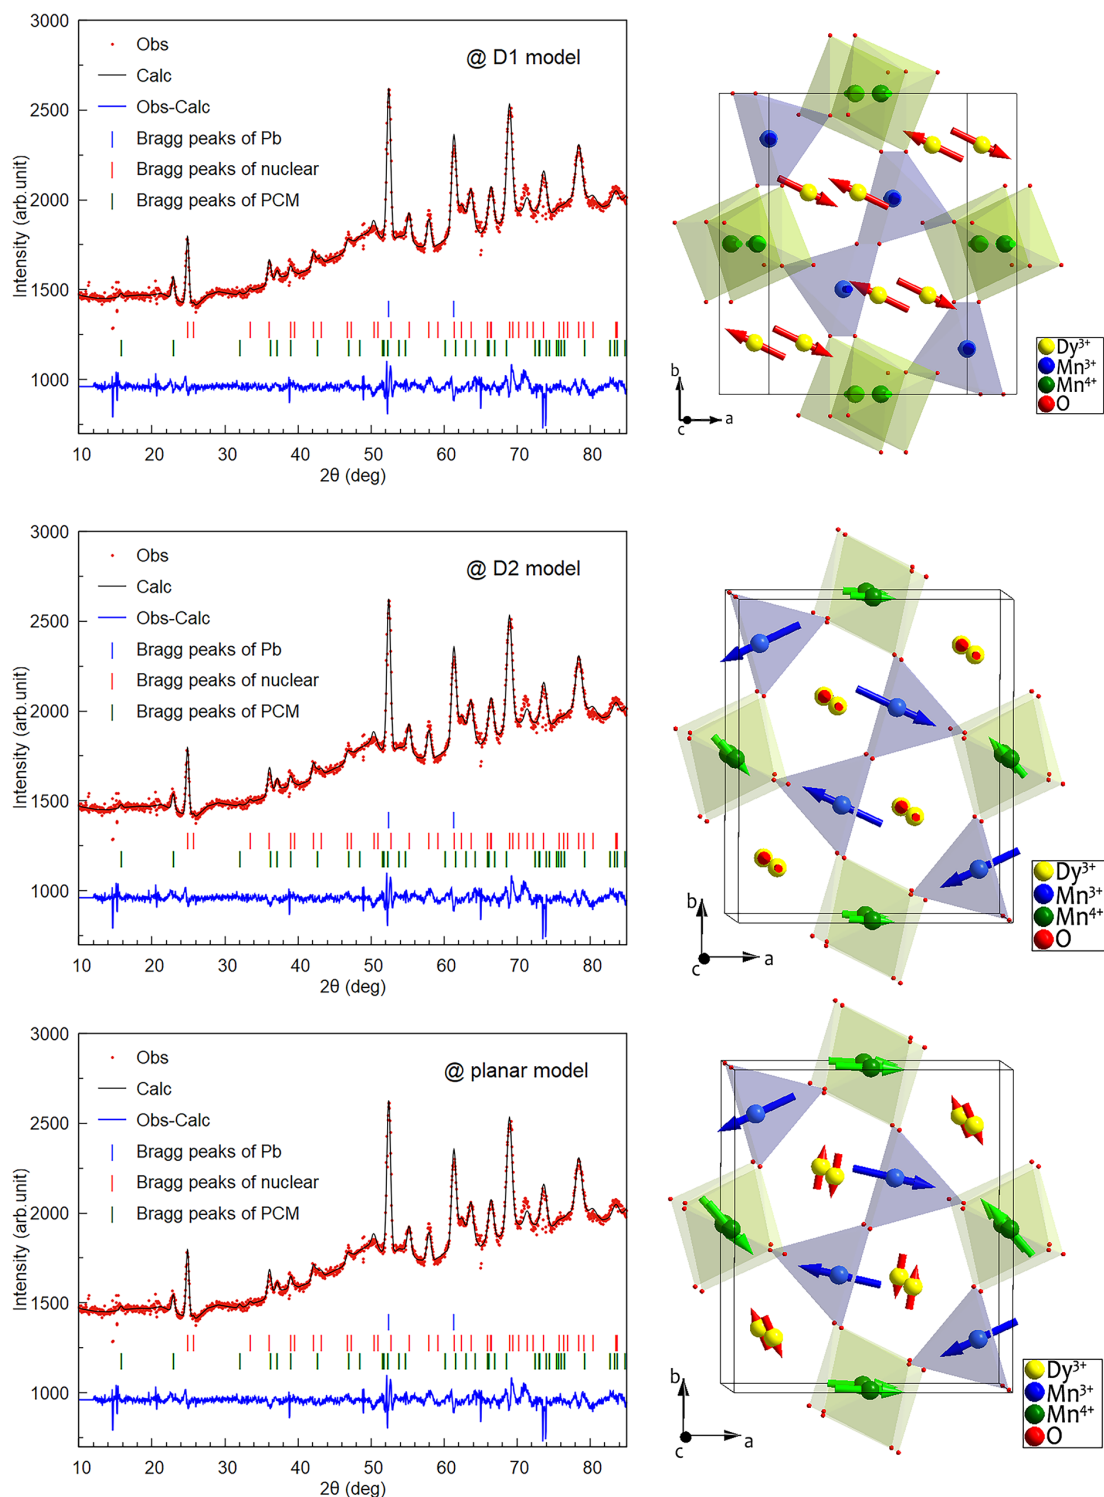 3000
2500
2000
1500
1000
Intensity (arb.unit)
Obs
Calc
Obs-Calc
Bragg peaks of Pb
Bragg peaks of nuclear
Bragg peaks of PCM
@ D1 model
10 20 30 40 50 60 70 80
2θ (deg)
b
c
a
Dy³⁺
Mn³⁺
Mn⁴⁺
O
3000
2500
2000
1500
1000
Intensity (arb.unit)
Obs
Calc
Obs-Calc
Bragg peaks of Pb
Bragg peaks of nuclear
Bragg peaks of PCM
@ D2 model
10 20 30 40 50 60 70 80
2θ (deg)
b
c
a
Dy³⁺
Mn³⁺
Mn⁴⁺
O
3000
2500
2000
1500
1000
Intensity (arb.unit)
Obs
Calc
Obs-Calc
Bragg peaks of Pb
Bragg peaks of nuclear
Bragg peaks of PCM
@ planar model
10 20 30 40 50 60 70 80
2θ (deg)
b
c
a
Dy³⁺
Mn³⁺
Mn⁴⁺
O